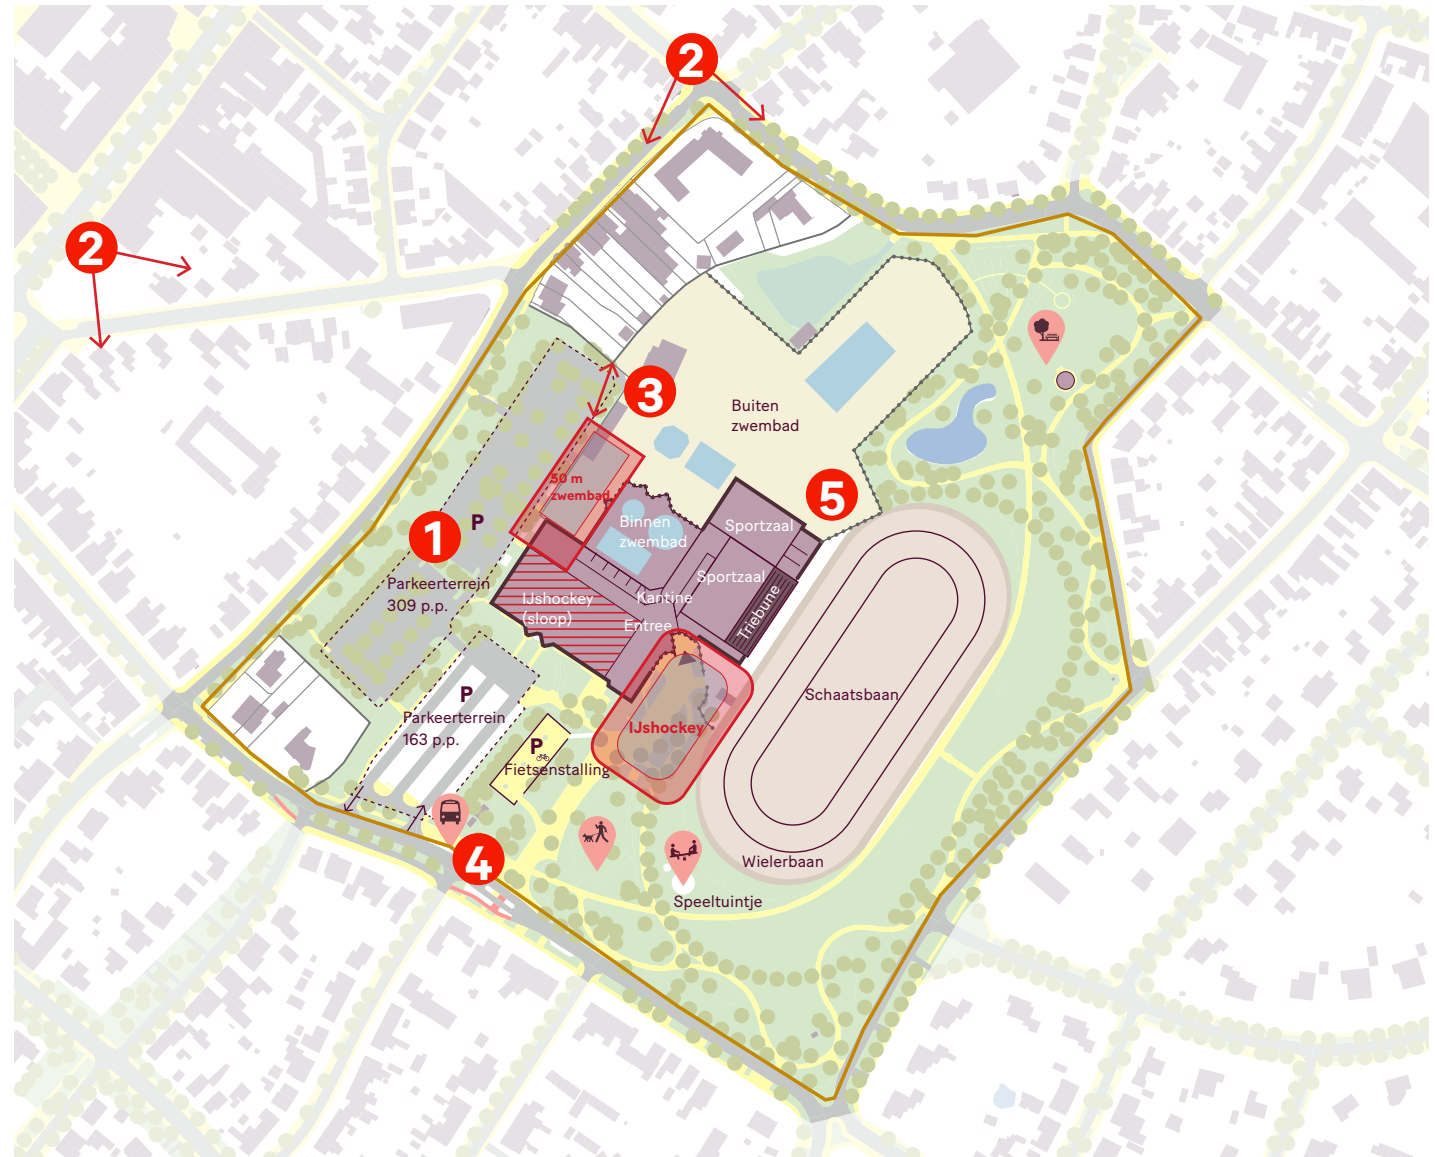 2
2
3
Buiten
zwembad
50 m
zwembad
5
1
P
Binnen
zwembad
Sportzaal
Parkeerterrein
309 p.p.
IJshockey
(sloop)
Sportzaal
Kantine
Entree
Triebune
P
Parkeerterrein
163 p.p.
Schaatsbaan
IJshockey
P
Fietsenstalling
4
Wielerbaan
Speeltuintje